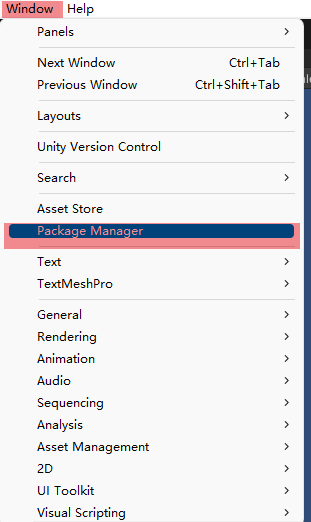 Window Help
Panels
Next Window Ctrl+Tab
Previous Window Ctrl+Shift+Tab
Layouts
Unity Version Control
Search
Asset Store
Package Manager
Text
TextMeshPro
General
Rendering
Animation
Audio
Sequencing
Analysis
Asset Management
2D
UI Toolkit
Visual Scripting